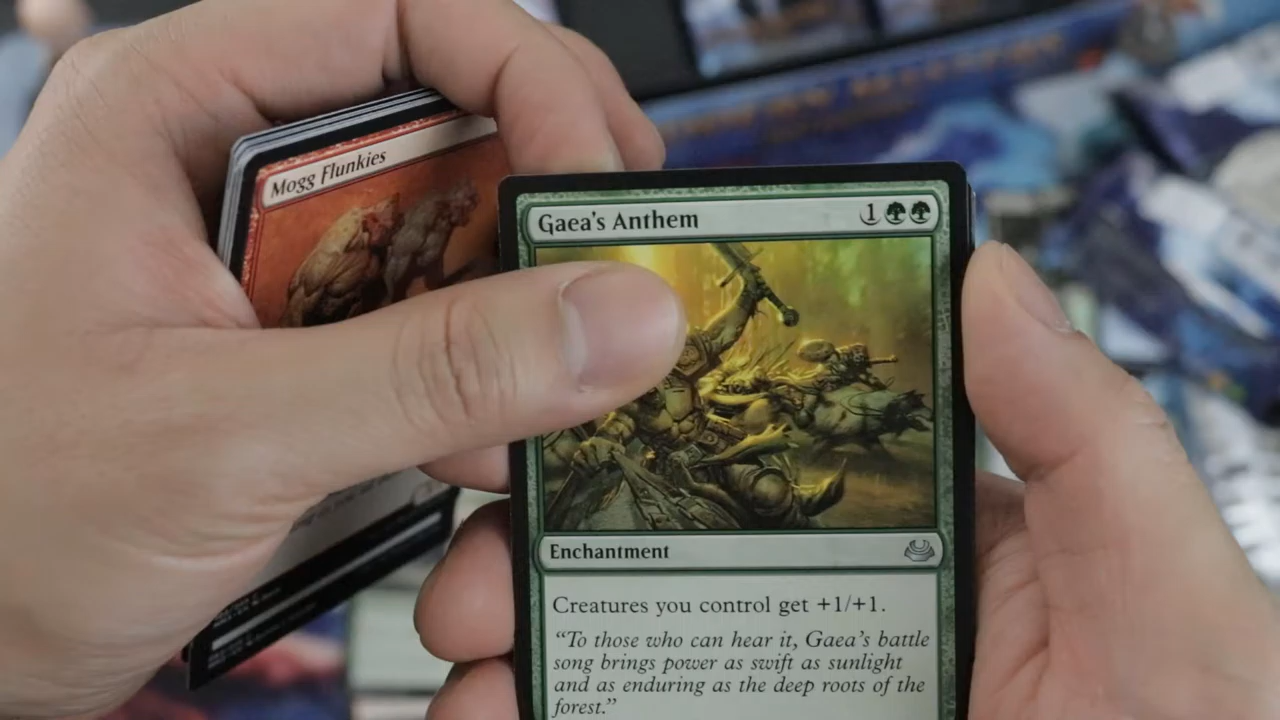 Mogg Flunkies
Gaea's Anthem
1
Enchantment
Creatures you control get +1/+1.
“To those who can hear it, Gaea's battle
song brings power as swift as sunlight
and as enduring as the deep roots of the
forest.”